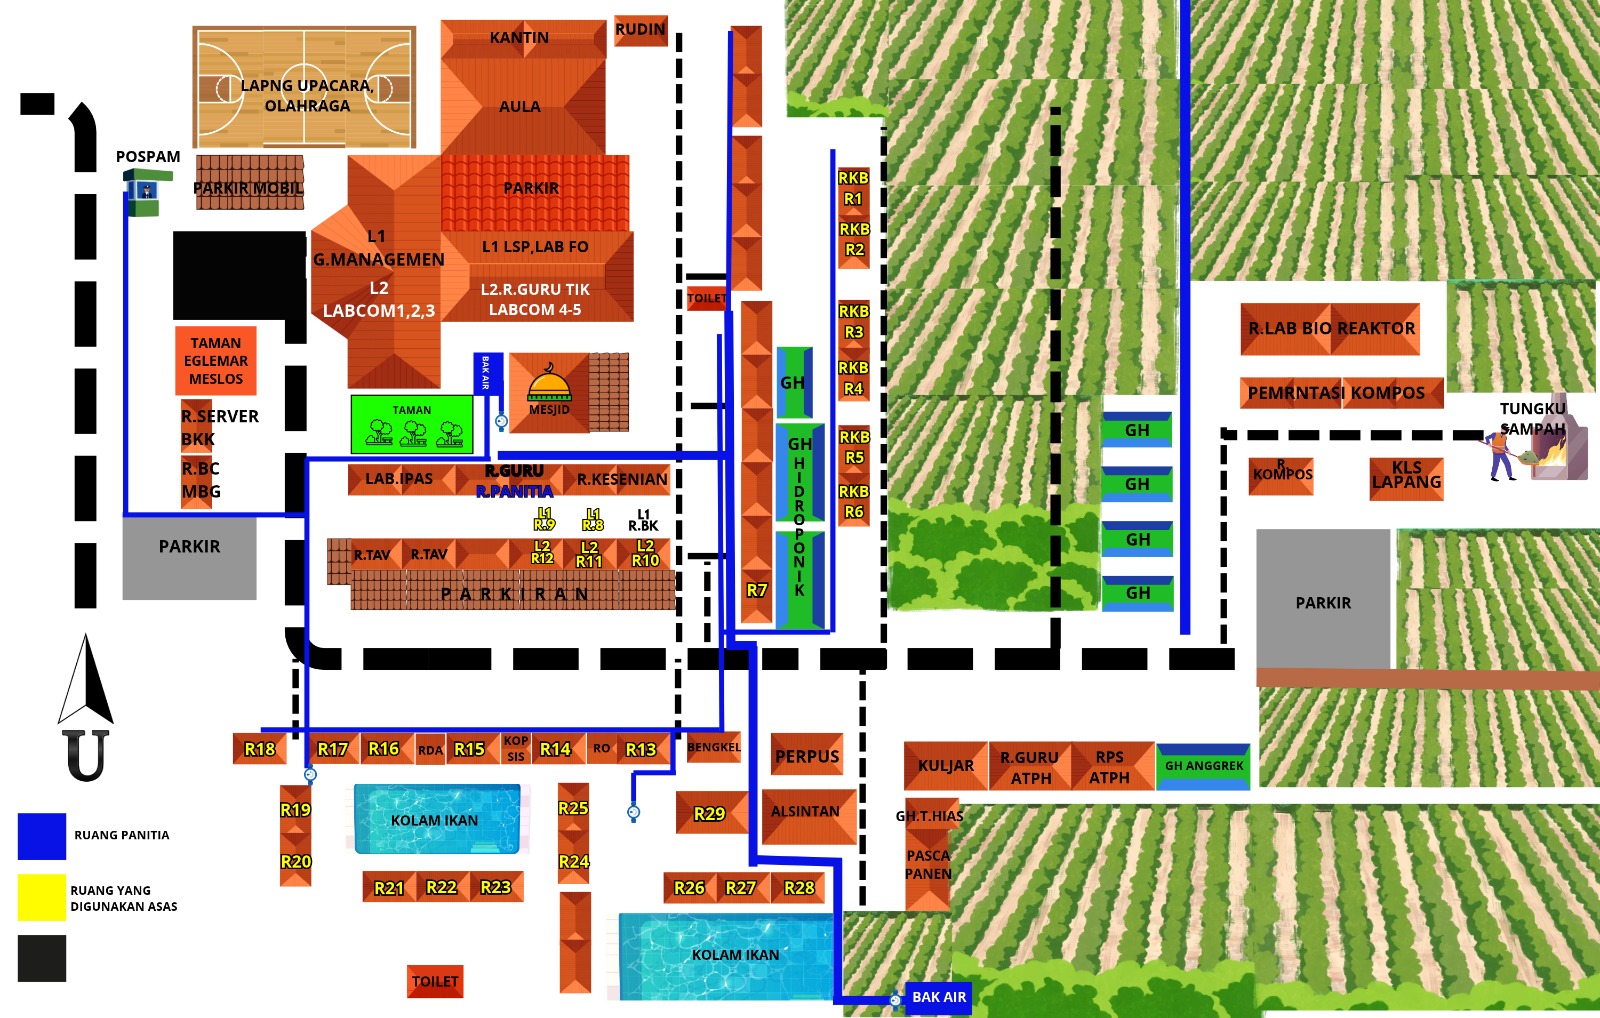 KANTIN
RUDIN
LAPNG UPACARA,
OLAHRAGA
AULA
POSPAM
PARKIR MOBIL
PARKIR
L1
G.MANAGEMEN
L2
LABCOM1,2,3
L1 LSP,LAB FO
L2.R.GURU TIK
LABCOM 4-5
TOILET
RKB
R1
RKB
R2
RKB
R3
RKB
R4
RKB
R5
RKB
R6
TAMAN
EGLEMAR
MESLOS
R.SERVER
BKK
R.BC
MBG
PARKIR
BAK AIR
TAMAN
MESJID
LAB.IPAS
R.GURU
R.PANITIA
R.KESENIAN
L1
R.9
L1
R.8
L1
R.BK
R.TAV
R.TAV
L2
R12
L2
R11
L2
R10
PARKIRAN
GH
GH
HIDROPONIK
R7
GH
GH
GH
GH
R.LAB BIO REAKTOR
PEMRNTASI KOMPOS
TUNGKU
SAMPAH
R.
KOMPOS
KLS
LAPANG
PARKIR
U
R18
R17
R16
RDA
R15
KOP
SIS
R14
RO
R13
BENGKEL
PERPUS
KULJAR
R.GURU
ATPH
RPS
ATPH
GH ANGGREK
R19
R20
KOLAM IKAN
R25
R24
R29
ALSINTAN
GH.T.HIAS
PASCA
PANEN
R21
R22
R23
R26
R27
R28
KOLAM IKAN
TOILET
BAK AIR
RUANG PANITIA
RUANG YANG
DIGUNAKAN ASAS